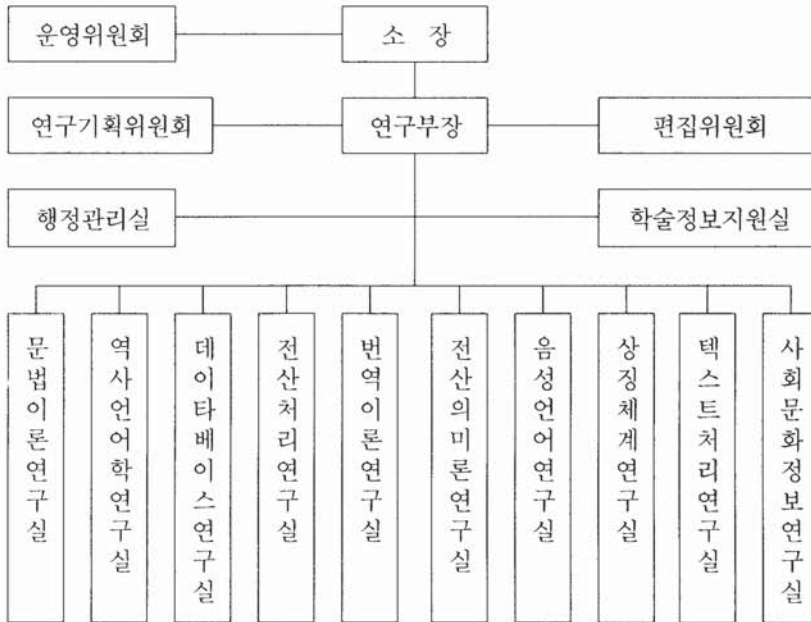 운영위원회
소 장
연구기획위원회
연구부장
편집위원회
행정관리실
학술정보지원실
문법이론연구실
역사언어학연구실
데이타베이스연구실
전산처리연구실
번역이론연구실
전산의미론연구실
음성언어연구실
상징체계연구실
텍스트처리연구실
사회문화정보연구실